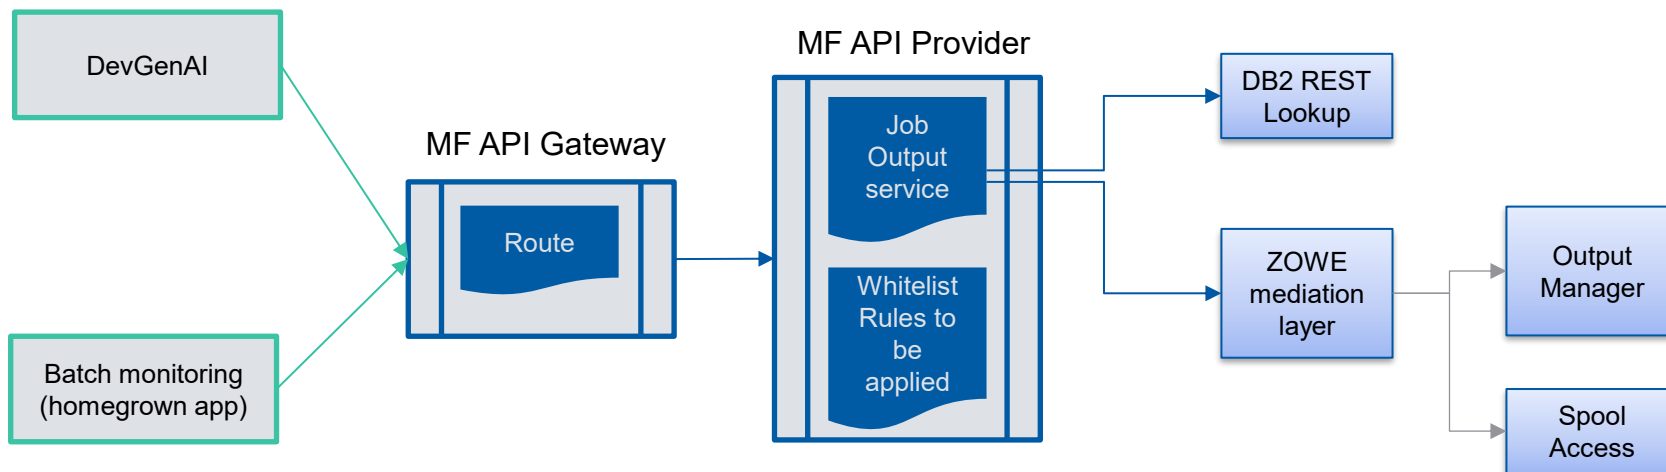 DevGenAI
Batch monitoring
(homegrown app)
MF API Gateway
Route
MF API Provider
Job
Output
service
Whitelist
Rules to
be
applied
DB2 REST
Lookup
ZOWE
mediation
layer
Output
Manager
Spool
Access